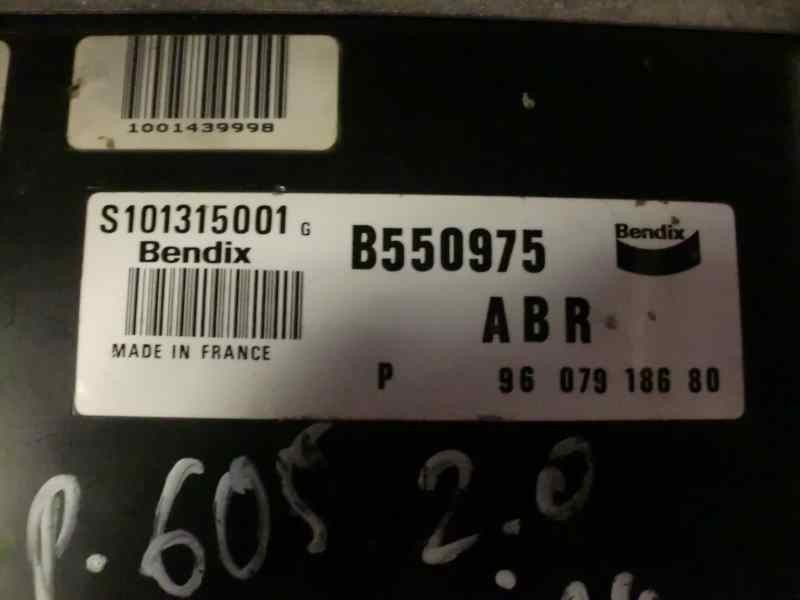 1001439998
S101315001 G
Bendix
MADE IN FRANCE
B550975
Bendix
ABR
P 96 079 186 80
P. 605 2.0